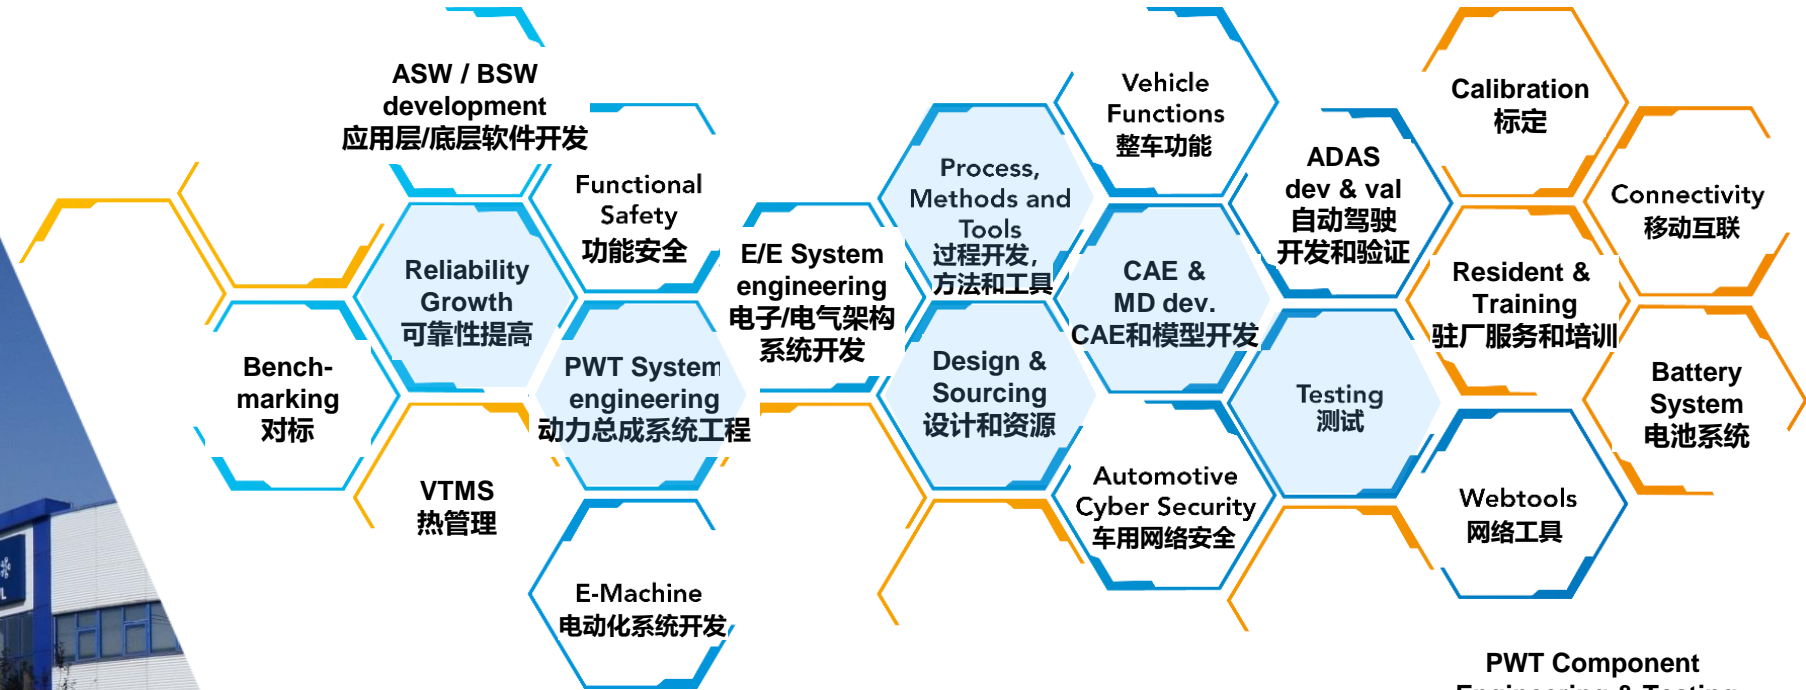 ASW / BSW
development
应用层/底层软件开发
Functional
Safety
功能安全
Reliability
Growth
可靠性提高
Bench-
marking
对标
PWT System
engineering
动力总成系统工程
VTMS
热管理
E-Machine
电动化系统开发
E/E System
engineering
电子/电气架构
系统开发
Process,
Methods and
Tools
过程开发，
方法和工具
Design &
Sourcing
设计和资源
Vehicle
Functions
整车功能
CAE &
MD dev.
CAE和模型开发
Automotive
Cyber Security
车用网络安全
ADAS
dev & val
自动驾驶
开发和验证
Testing
测试
Calibration
标定
Resident &
Training
驻厂服务和培训
Webtools
网络工具
Connectivity
移动互联
Battery
System
电池系统
PWT Component
Engineering & Testing